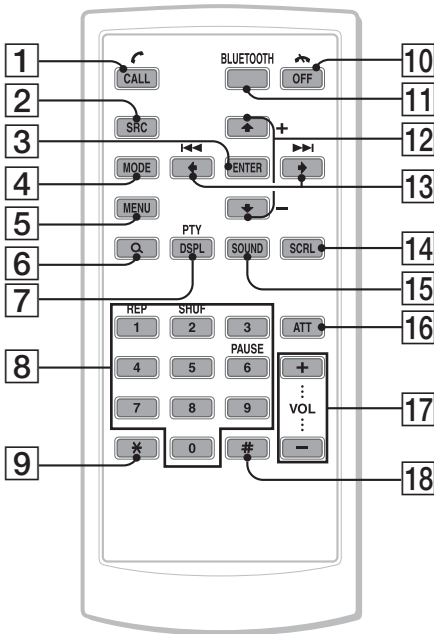 1 CALL BLUETOOTH OFF 10
11
2 SRC + 12
3 ENTER
4 MODE 13
5 MENU −
6 PTY
DSPL SOUND SCRL 14
7 15
REP SHUF
1 2 3 ATT 16
8 PAUSE
4 5 6 +
VOL 17
7 8 9 −
9 * 0 # 18